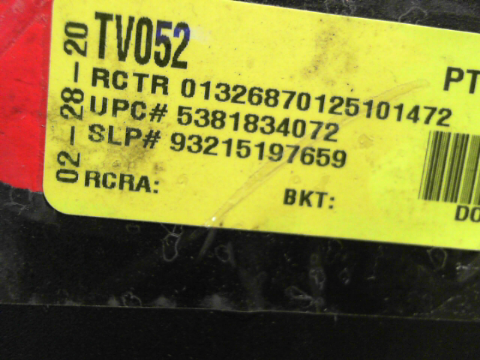 02-28-20
TV052
PT
RCTR 01326870125101472
UPC# 5381834072
SLP# 93215197659
RCRA:
BKT:
DO